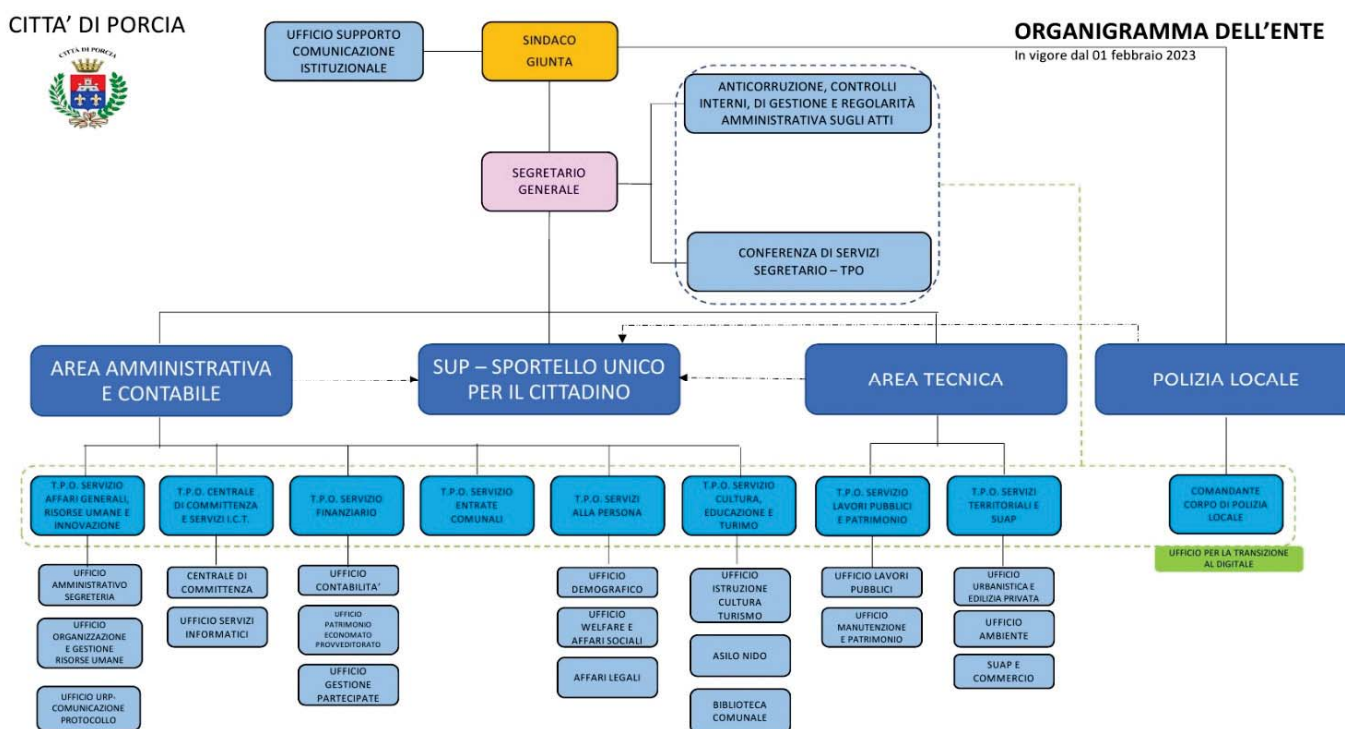 CITTA' DI PORCIA
CITTÀ DI PORCIA
UFFICIO SUPPORTO
COMUNICAZIONE
ISTITUZIONALE
SINDACO
GIUNTA
ORGANIGRAMMA DELL'ENTE
In vigore dal 01 febbraio 2023
ANTICORRUZIONE, CONTROLLI
INTERNI, DI GESTIONE E REGOLARITÀ
AMMINISTRATIVA SUGLI ATTI
SEGRETARIO
GENERALE
CONFERENZA DI SERVIZI
SEGRETARIO – TPO
AREA AMMINISTRATIVA
E CONTABILE
SUP – SPORTELLO UNICO
PER IL CITTADINO
AREA TECNICA
POLIZIA LOCALE
T.P.O. SERVIZIO
AFFARI GENERALI,
RISORSE UMANE E
INNOVAZIONE
T.P.O. CENTRALE
DI COMMITTENZA
E SERVIZI I.C.T.
T.P.O. SERVIZIO
FINANZIARIO
T.P.O. SERVIZIO
ENTRATE
COMUNALI
T.P.O. SERVIZI
ALLA PERSONA
T.P.O. SERVIZIO
CULTURA,
EDUCAZIONE E
TURIMO
T.P.O. SERVIZIO
LAVORI PUBBLICI
E PATRIMONIO
T.P.O. SERVIZI
TERRITORIALI E
SUAP
COMANDANTE
CORPO DI POLIZIA
LOCALE
UFFICIO PER LA TRANSIZIONE
AL DIGITALE
UFFICIO
AMMINISTRATIVO
SEGRETERIA
UFFICIO
ORGANIZZAZIONE
E GESTIONE
RISORSE UMANE
UFFICIO URP-
COMUNICAZIONE
PROTOCOLLO
CENTRALE DI
COMMITTENZA
UFFICIO SERVIZI
INFORMATICI
UFFICIO
CONTABILITA'
UFFICIO
PATRIMONIO
ECONOMATO
PROVVEDITORATO
UFFICIO
GESTIONE
PARTECIPATE
UFFICIO
DEMOGRAFICO
UFFICIO
WELFARE E
AFFARI SOCIALI
AFFARI LEGALI
UFFICIO
ISTRUZIONE
CULTURA
TURISMO
ASILO NIDO
BIBLIOTECA
COMUNALE
UFFICIO LAVORI
PUBBLICI
UFFICIO
MANUTENZIONE
E PATRIMONIO
UFFICIO
URBANISTICA E
EDILIZIA PRIVATA
UFFICIO
AMBIENTE
SUAP E
COMMERCIO